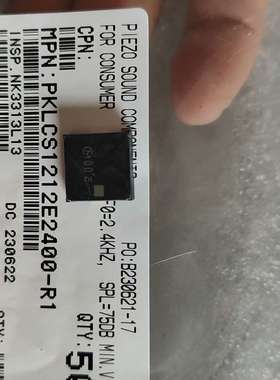 PIEZO SOUND COMPONENTS
FOR CONSUMER
CPN:
F0=2.4KHZ, SPL=75DB MIN.V
MPN: PKLCS1212E2400-R1
INSP.NK3313L13
PO:B230621-17
QTY:
DC 230622